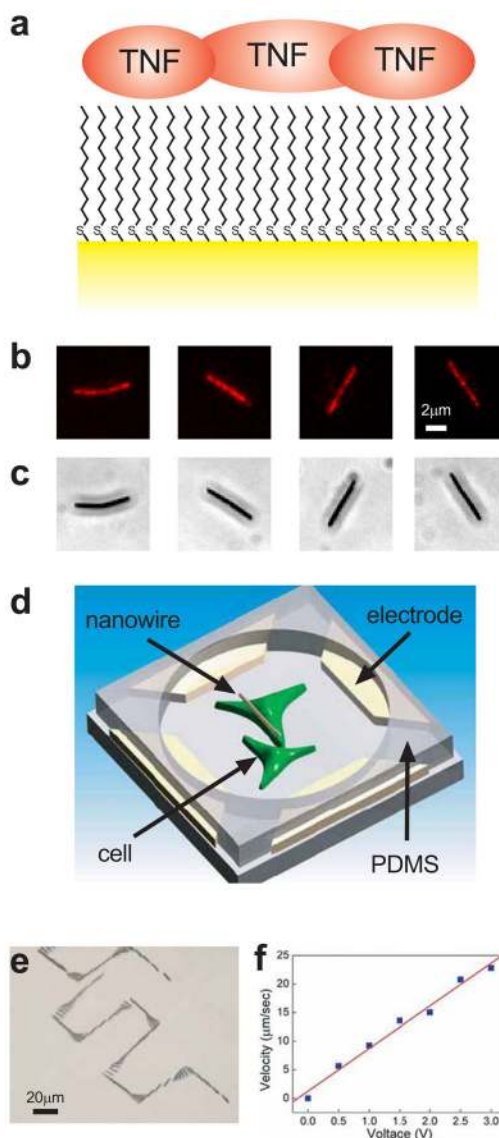 a
TNF TNF TNF
S S S S S S S S S S S S S S S S S S S S
b
2μm
c
d
nanowire
electrode
cell
PDMS
e
20μm
f
Velocity (μm/sec)
25
20
15
10
5
0
0.0 0.5 1.0 1.5 2.0 2.5 3.0
Voltace (V)